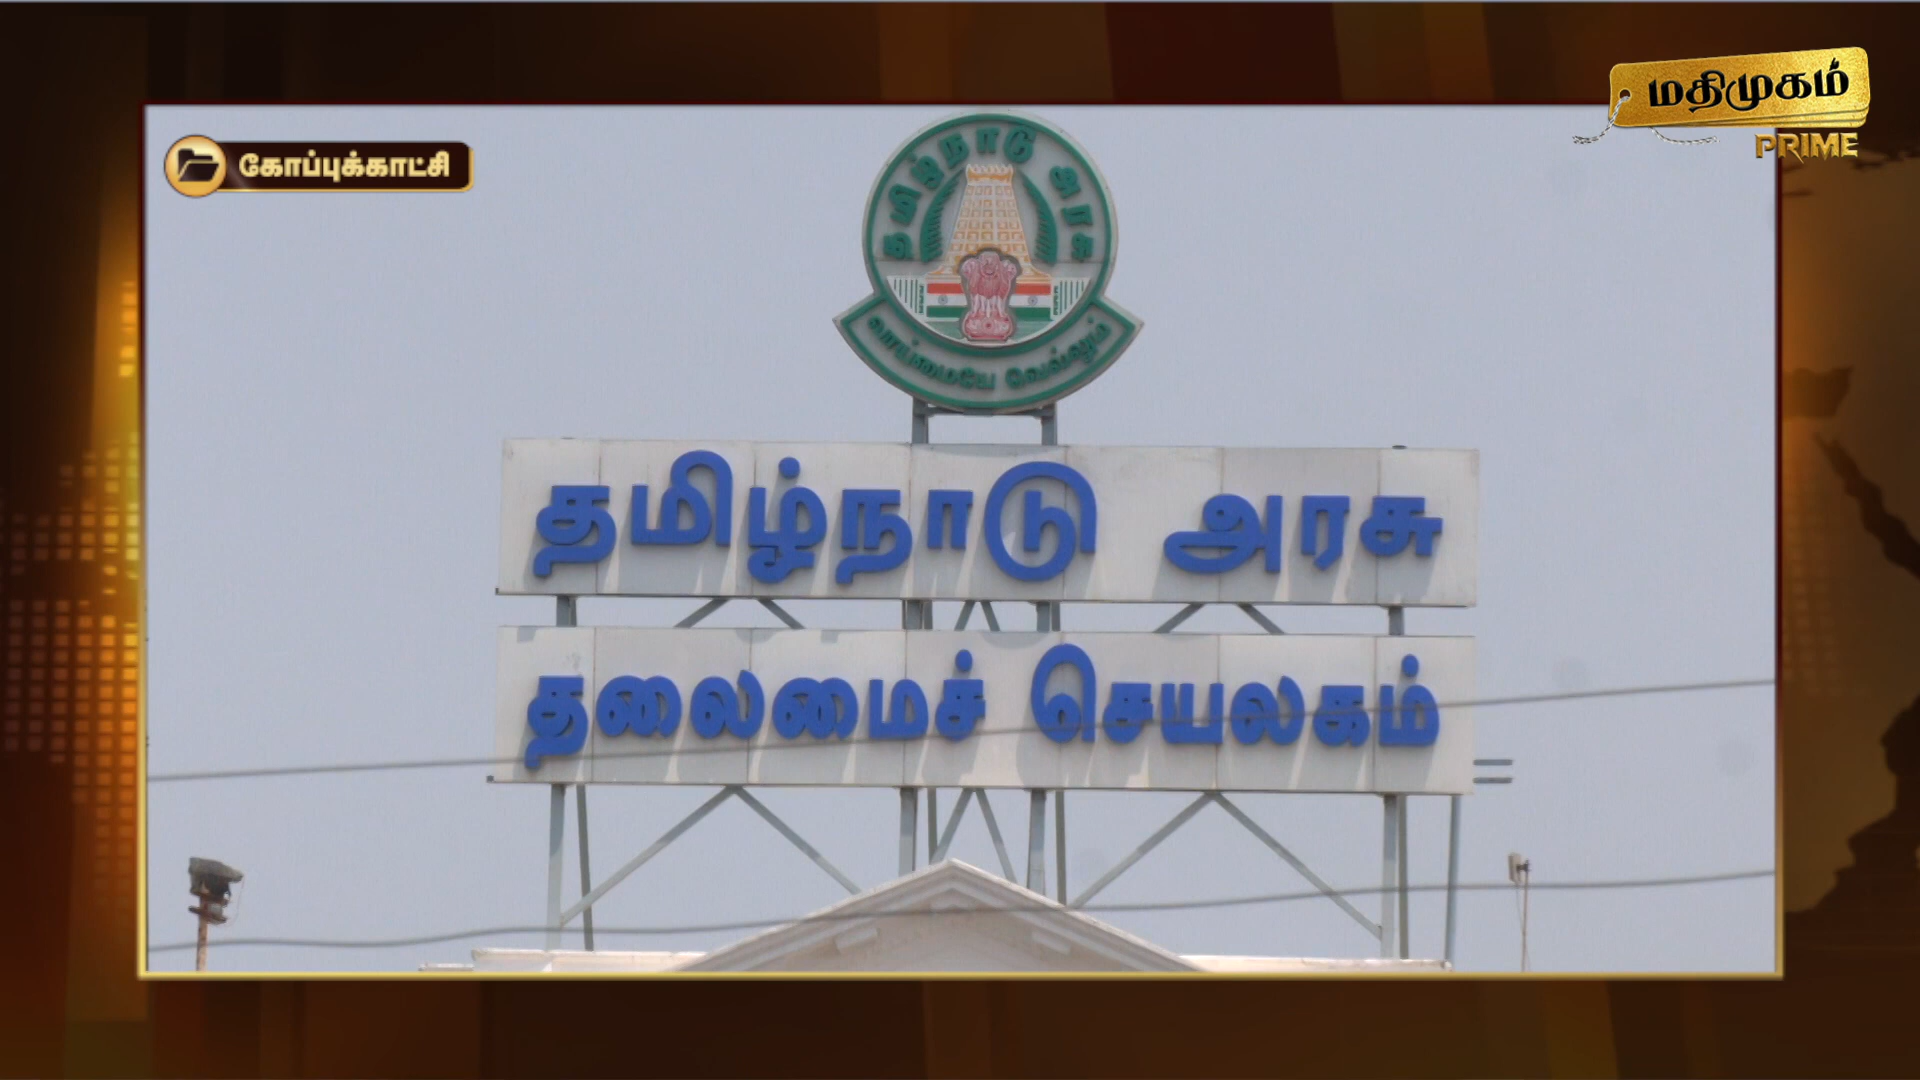 மதிமுகம்
PRIME
கோப்புக்காட்சி
தமிழ்நாடு அரசு
வாய்மையே வெல்லும்
தமிழ்நாடு அரசு
தலைமைச் செயலகம்